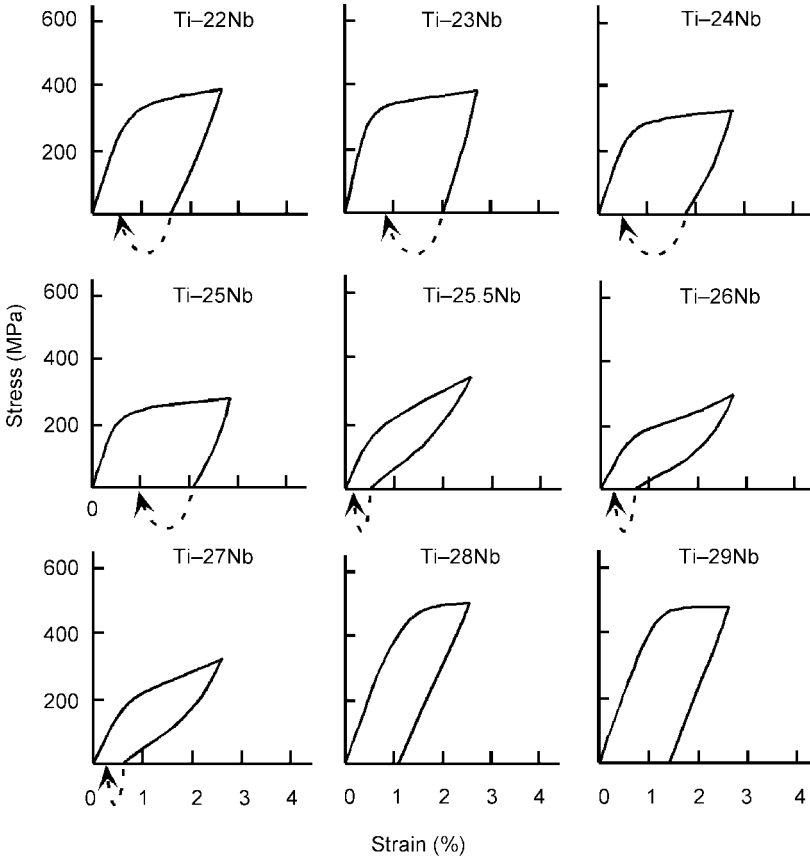 Ti–22Nb
Ti–23Nb
Ti–24Nb
600
400
200
Ti–25Nb
Ti–25.5Nb
Ti–26Nb
600
400
200
0
Stress (MPa)
Ti–27Nb
Ti–28Nb
Ti–29Nb
600
400
200
0 1 2 3 4
0 1 2 3 4
0 1 2 3 4
Strain (%)